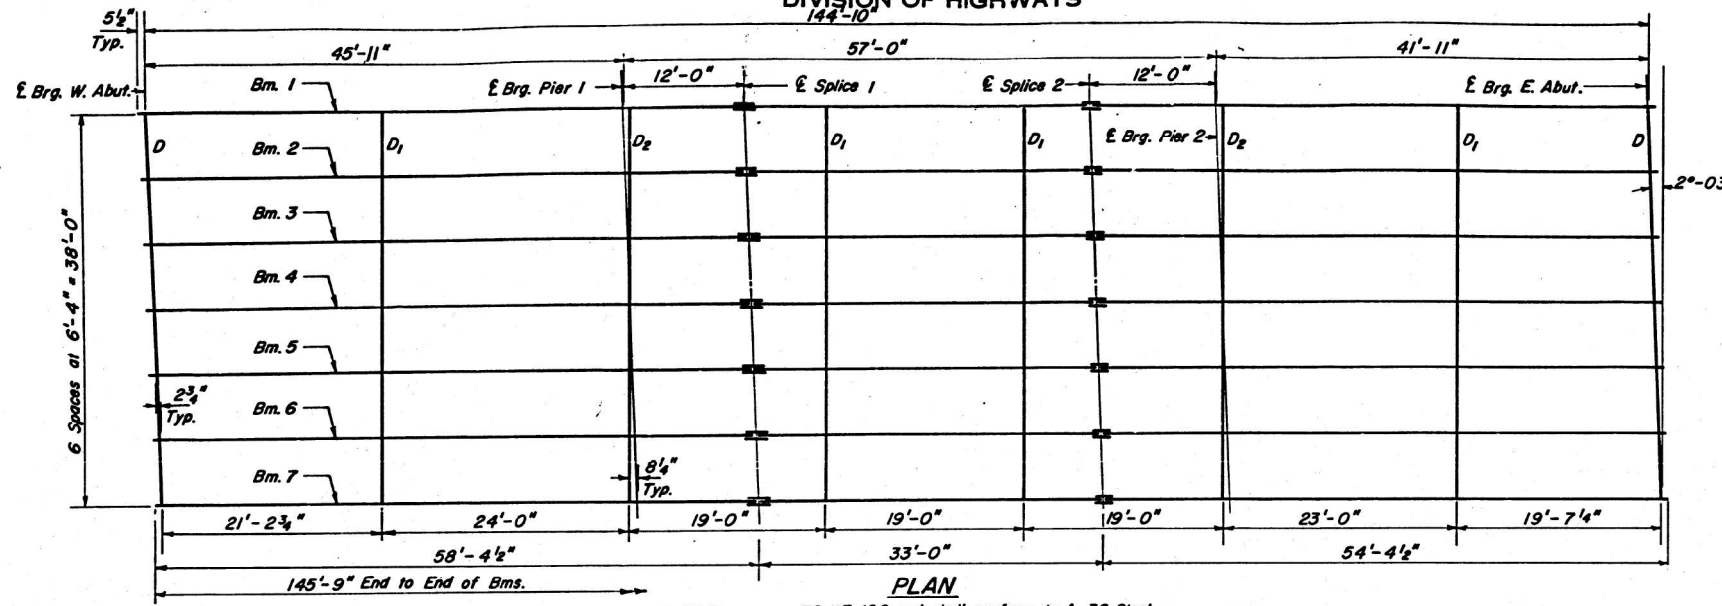 DIVISION OF HIGHWAYS
5½"
Typ.
144'-10"
45'-11"
57'-0"
41'-11"
12'-0"
12'-0"
℄ Brg. W. Abut.
Bm. 1
℄ Brg. Pier 1
℄ Splice 1
℄ Splice 2
℄ Brg. E. Abut.
D
Bm. 2
D₁
D₂
D₁
D₁
℄ Brg. Pier 2
D₂
D₁
D
2°-03
Bm. 3
6 Spaces at 6'-4" = 38'-0"
Bm. 4
Bm. 5
2¾"
Typ.
Bm. 6
Bm. 7
8¼"
Typ.
21'-2¾"
24'-0"
19'-0"
19'-0"
19'-0"
23'-0"
19'-7¼"
58'-4½"
33'-0"
54'-4½"
145'-9" End to End of Bms.
PLAN